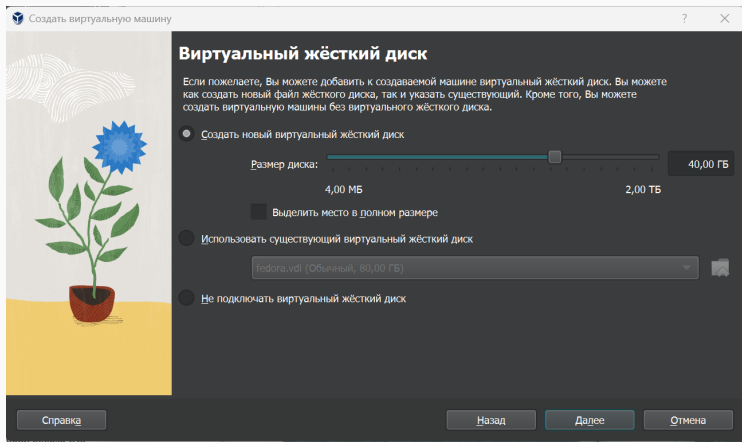 Создать виртуальную машину
?
Виртуальный жёсткий диск
Если пожелаете, Вы можете добавить к создаваемой машине виртуальный жёсткий диск. Вы можете
как создать новый файл жёсткого диска, так и указать существующий. Кроме того, Вы можете
создать виртуальную машины без виртуального жёсткого диска.
Создать новый виртуальный жёсткий диск
Размер диска:
40,00 ГБ
4,00 МБ
2,00 ТБ
Выделить место в полном размере
Использовать существующий виртуальный жёсткий диск
fedora.vdi (Обычный, 80,00 ГБ)
Не подключать виртуальный жёсткий диск
Справка
Назад
Далее
Отмена